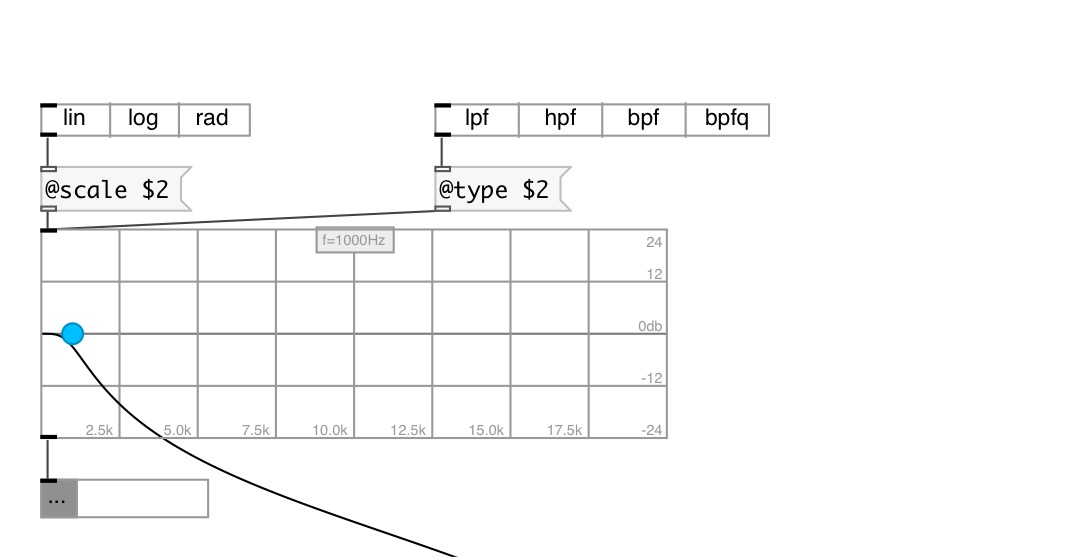 lin log rad
lpf hpf bpf bpfq
@scale $2
@type $2
f=1000Hz
24
12
0db
-12
2.5k 5.0k 7.5k 10.0k 12.5k 15.0k 17.5k -24
...